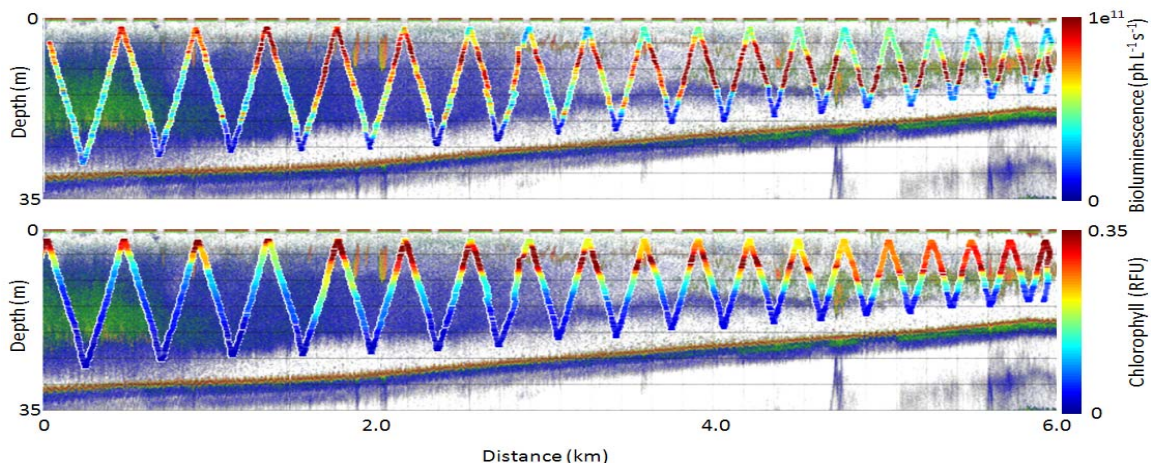 0
Depth (m)
35
1e¹¹
Bioluminescence (ph L⁻¹ s⁻¹)
0
0
Depth (m)
35
0.35
Chlorophyll (RFU)
0
0
2.0
4.0
6.0
Distance (km)